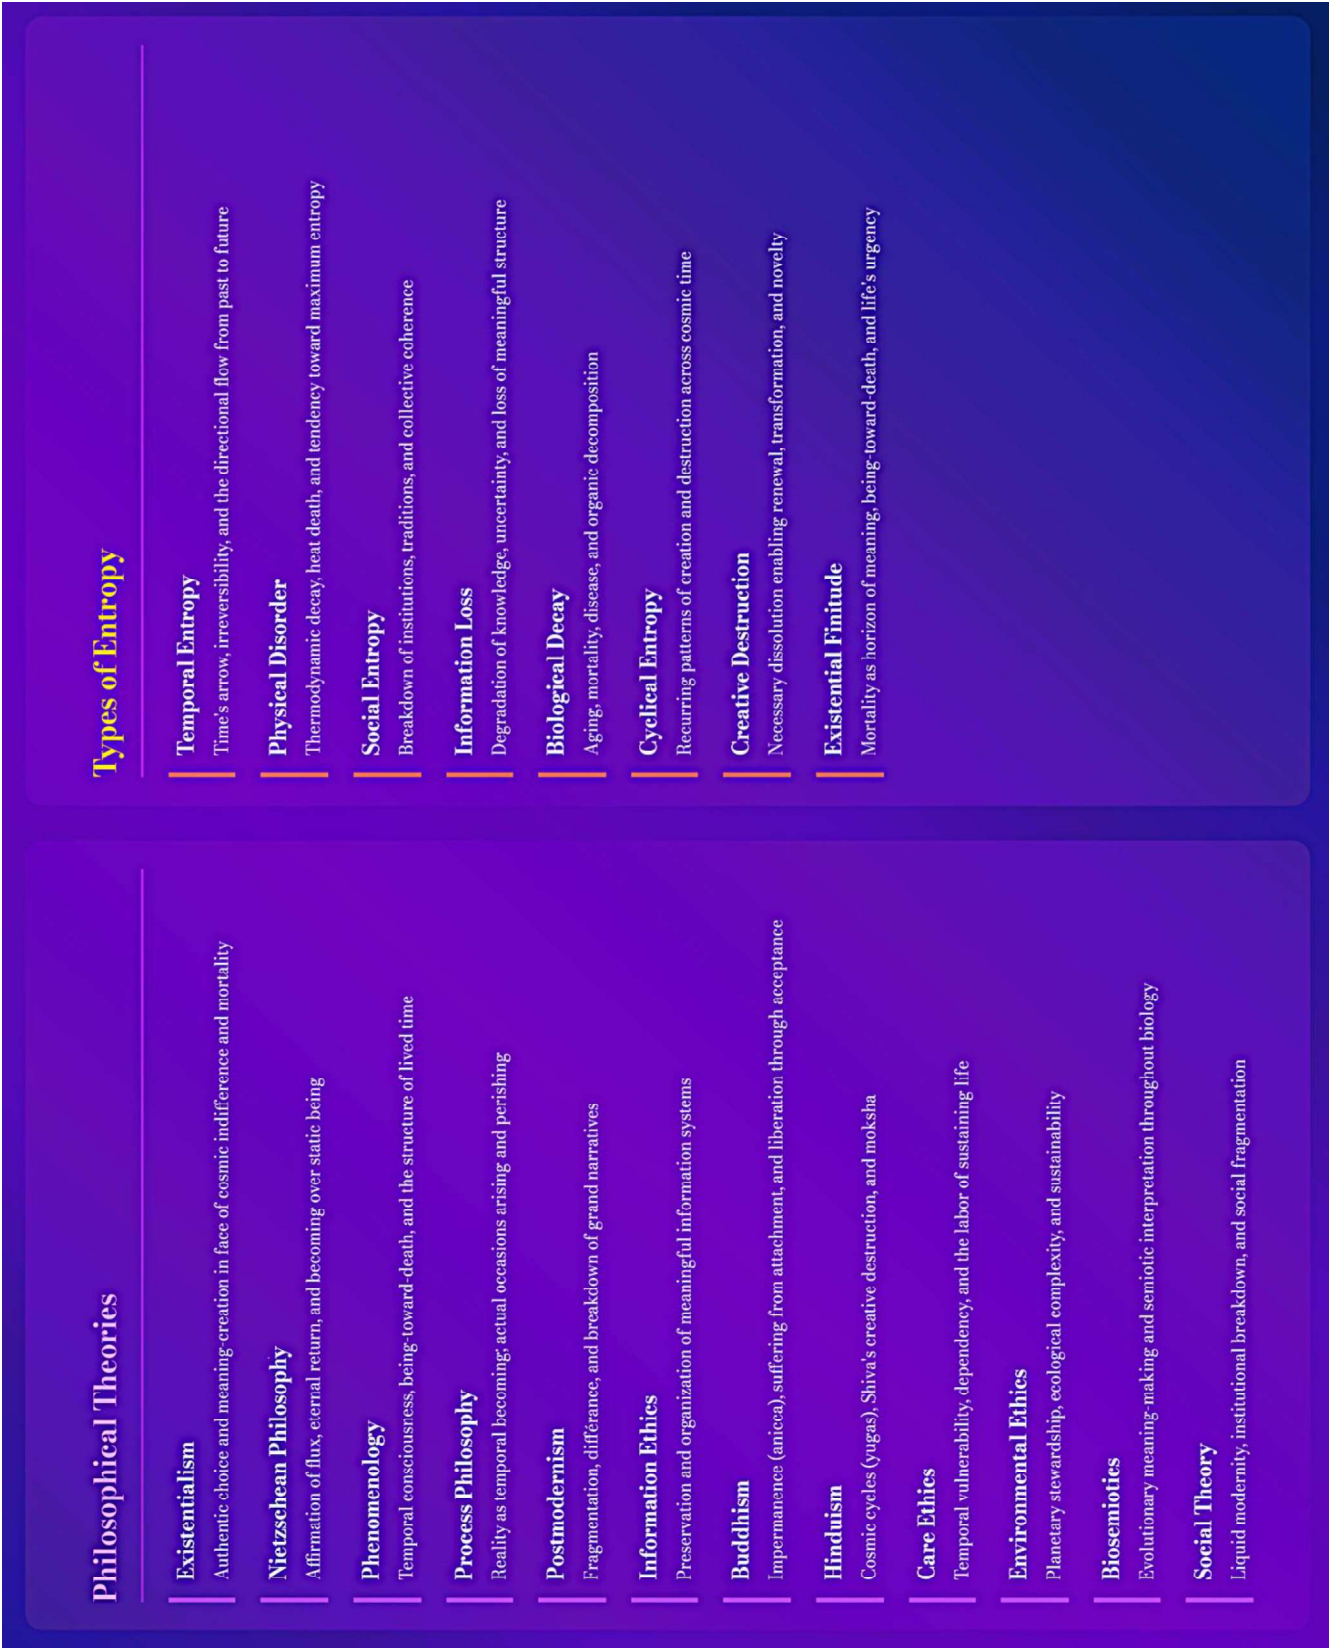 Philosophical Theories
Existentialism
Authentic choice and meaning-creation in face of cosmic indifference and mortality
Nietzschean Philosophy
Affirmation of flux, eternal return, and becoming over static being
Phenomenology
Temporal consciousness, being-toward-death, and the structure of lived time
Process Philosophy
Reality as temporal becoming; actual occasions arising and perishing
Postmodernism
Fragmentation, différance, and breakdown of grand narratives
Information Ethics
Preservation and organization of meaningful information systems
Buddhism
Impermanence (anicca), suffering from attachment, and liberation through acceptance
Hinduism
Cosmic cycles (yugas), Shiva's creative destruction, and moksha
Care Ethics
Temporal vulnerability, dependency, and the labor of sustaining life
Environmental Ethics
Planetary stewardship, ecological complexity, and sustainability
Biosemiotics
Evolutionary meaning-making and semiotic interpretation throughout biology
Social Theory
Liquid modernity, institutional breakdown, and social fragmentation
Types of Entropy
Temporal Entropy
Time's arrow, irreversibility, and the directional flow from past to future
Physical Disorder
Thermodynamic decay, heat death, and tendency toward maximum entropy
Social Entropy
Breakdown of institutions, traditions, and collective coherence
Information Loss
Degradation of knowledge, uncertainty, and loss of meaningful structure
Biological Decay
Aging, mortality, disease, and organic decomposition
Cyclical Entropy
Recurring patterns of creation and destruction across cosmic time
Creative Destruction
Necessary dissolution enabling renewal, transformation, and novelty
Existential Finitude
Mortality as horizon of meaning, being-toward-death, and life's urgency